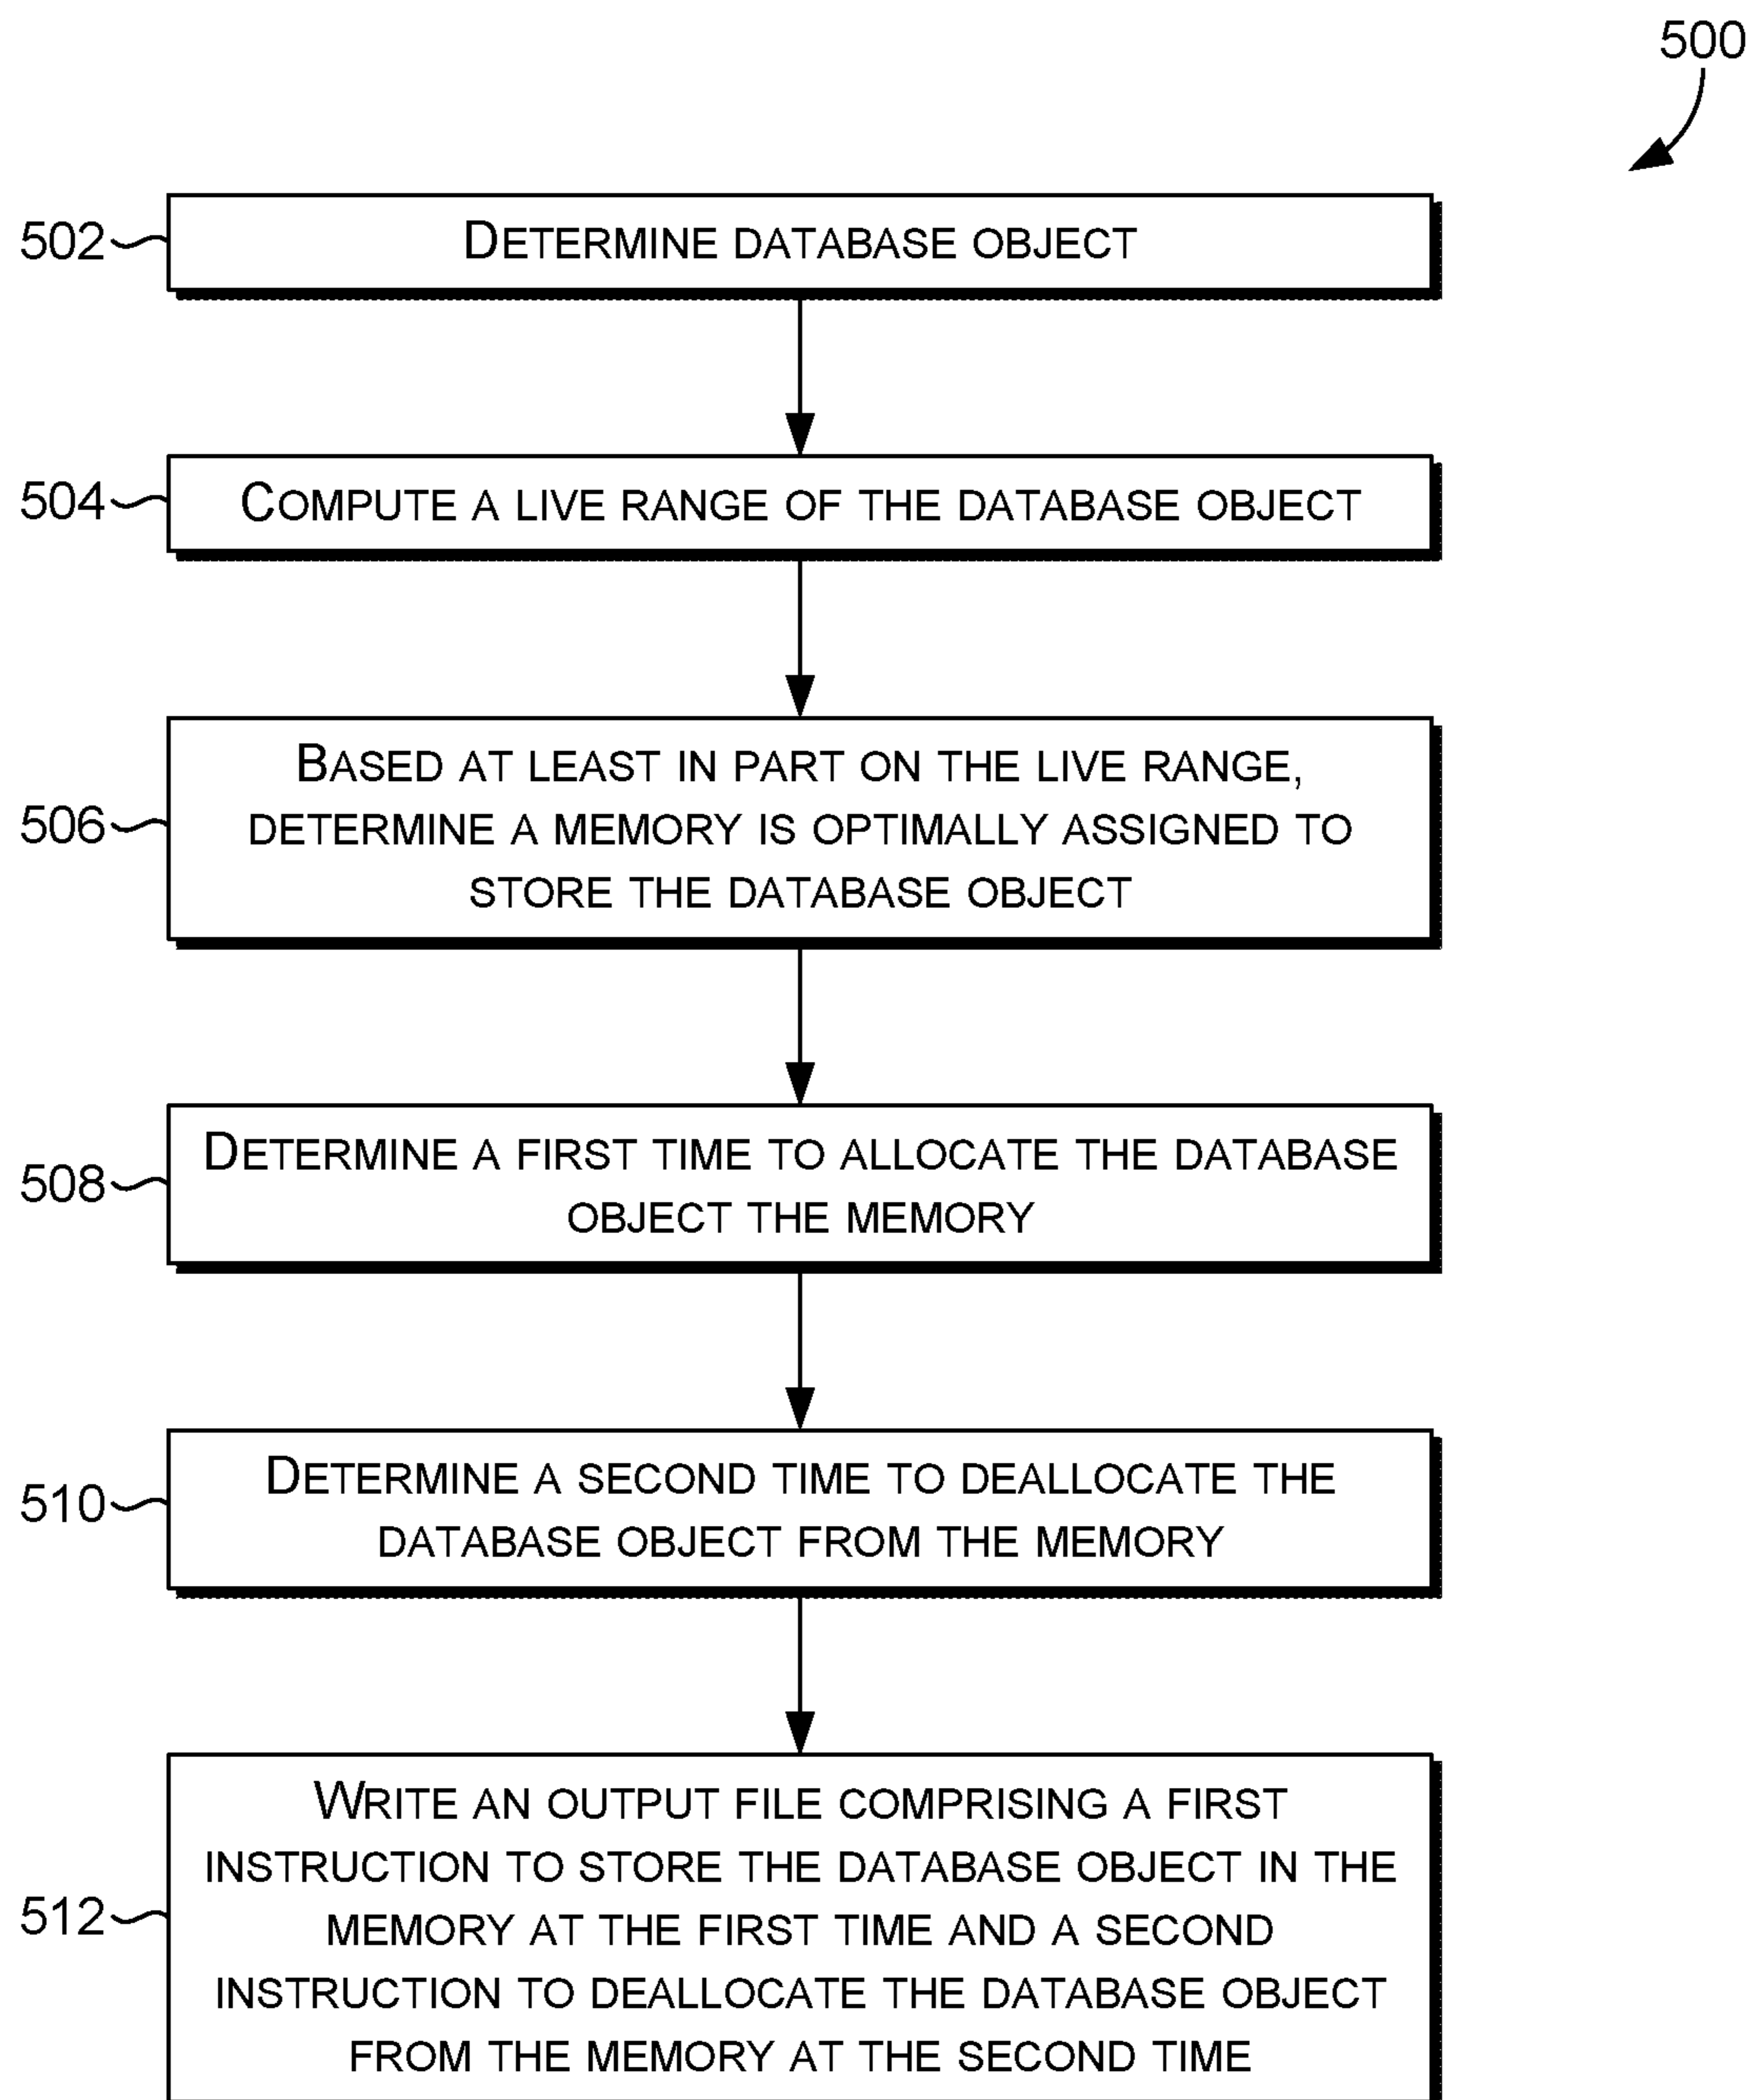 500
502
DETERMINE DATABASE OBJECT
504
COMPUTE A LIVE RANGE OF THE DATABASE OBJECT
506
BASED AT LEAST IN PART ON THE LIVE RANGE,
DETERMINE A MEMORY IS OPTIMALLY ASSIGNED TO
STORE THE DATABASE OBJECT
508
DETERMINE A FIRST TIME TO ALLOCATE THE DATABASE
OBJECT THE MEMORY
510
DETERMINE A SECOND TIME TO DEALLOCATE THE
DATABASE OBJECT FROM THE MEMORY
512
WRITE AN OUTPUT FILE COMPRISING A FIRST
INSTRUCTION TO STORE THE DATABASE OBJECT IN THE
MEMORY AT THE FIRST TIME AND A SECOND
INSTRUCTION TO DEALLOCATE THE DATABASE OBJECT
FROM THE MEMORY AT THE SECOND TIME